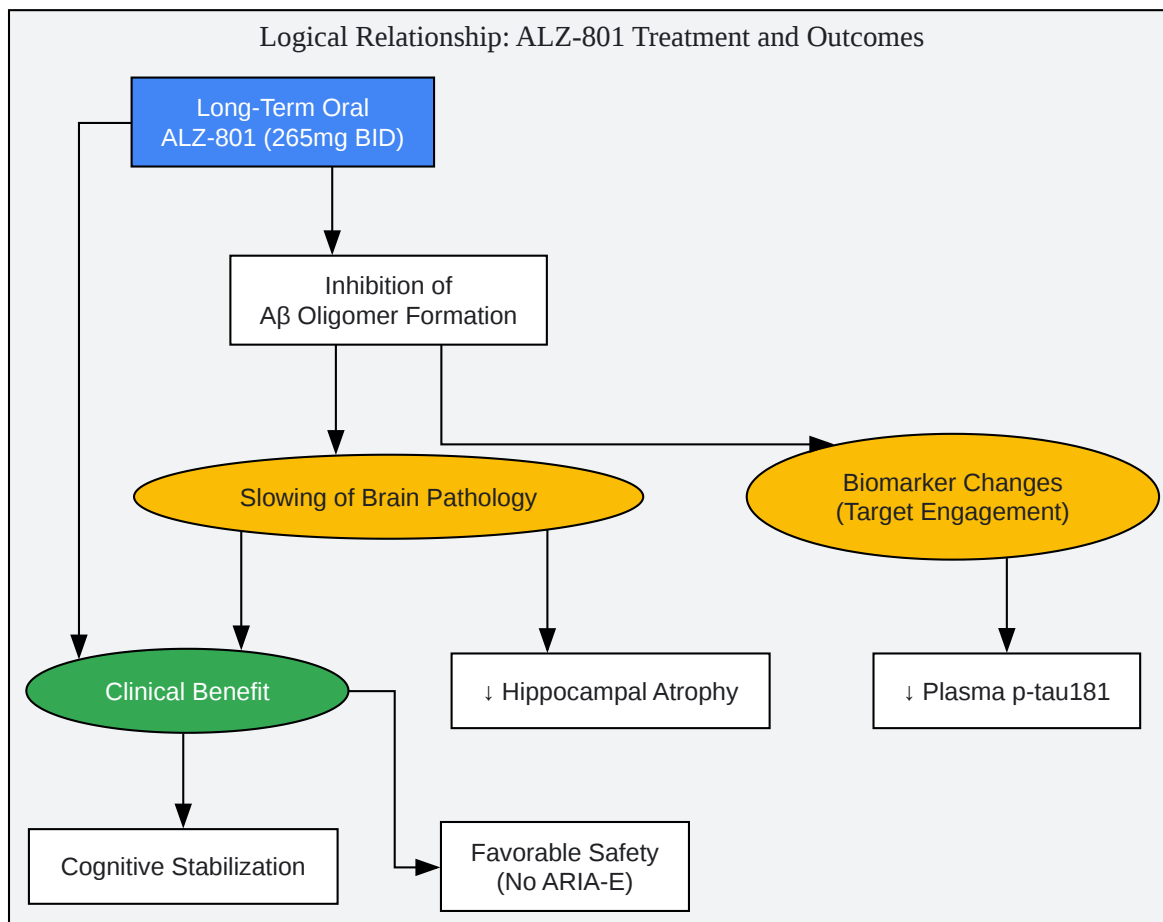 Logical Relationship: ALZ-801 Treatment and Outcomes
Long-Term Oral
ALZ-801 (265mg BID)
Inhibition of
Aβ Oligomer Formation
Slowing of Brain Pathology
Biomarker Changes
(Target Engagement)
Clinical Benefit
↓ Hippocampal Atrophy
↓ Plasma p-tau181
Cognitive Stabilization
Favorable Safety
(No ARIA-E)